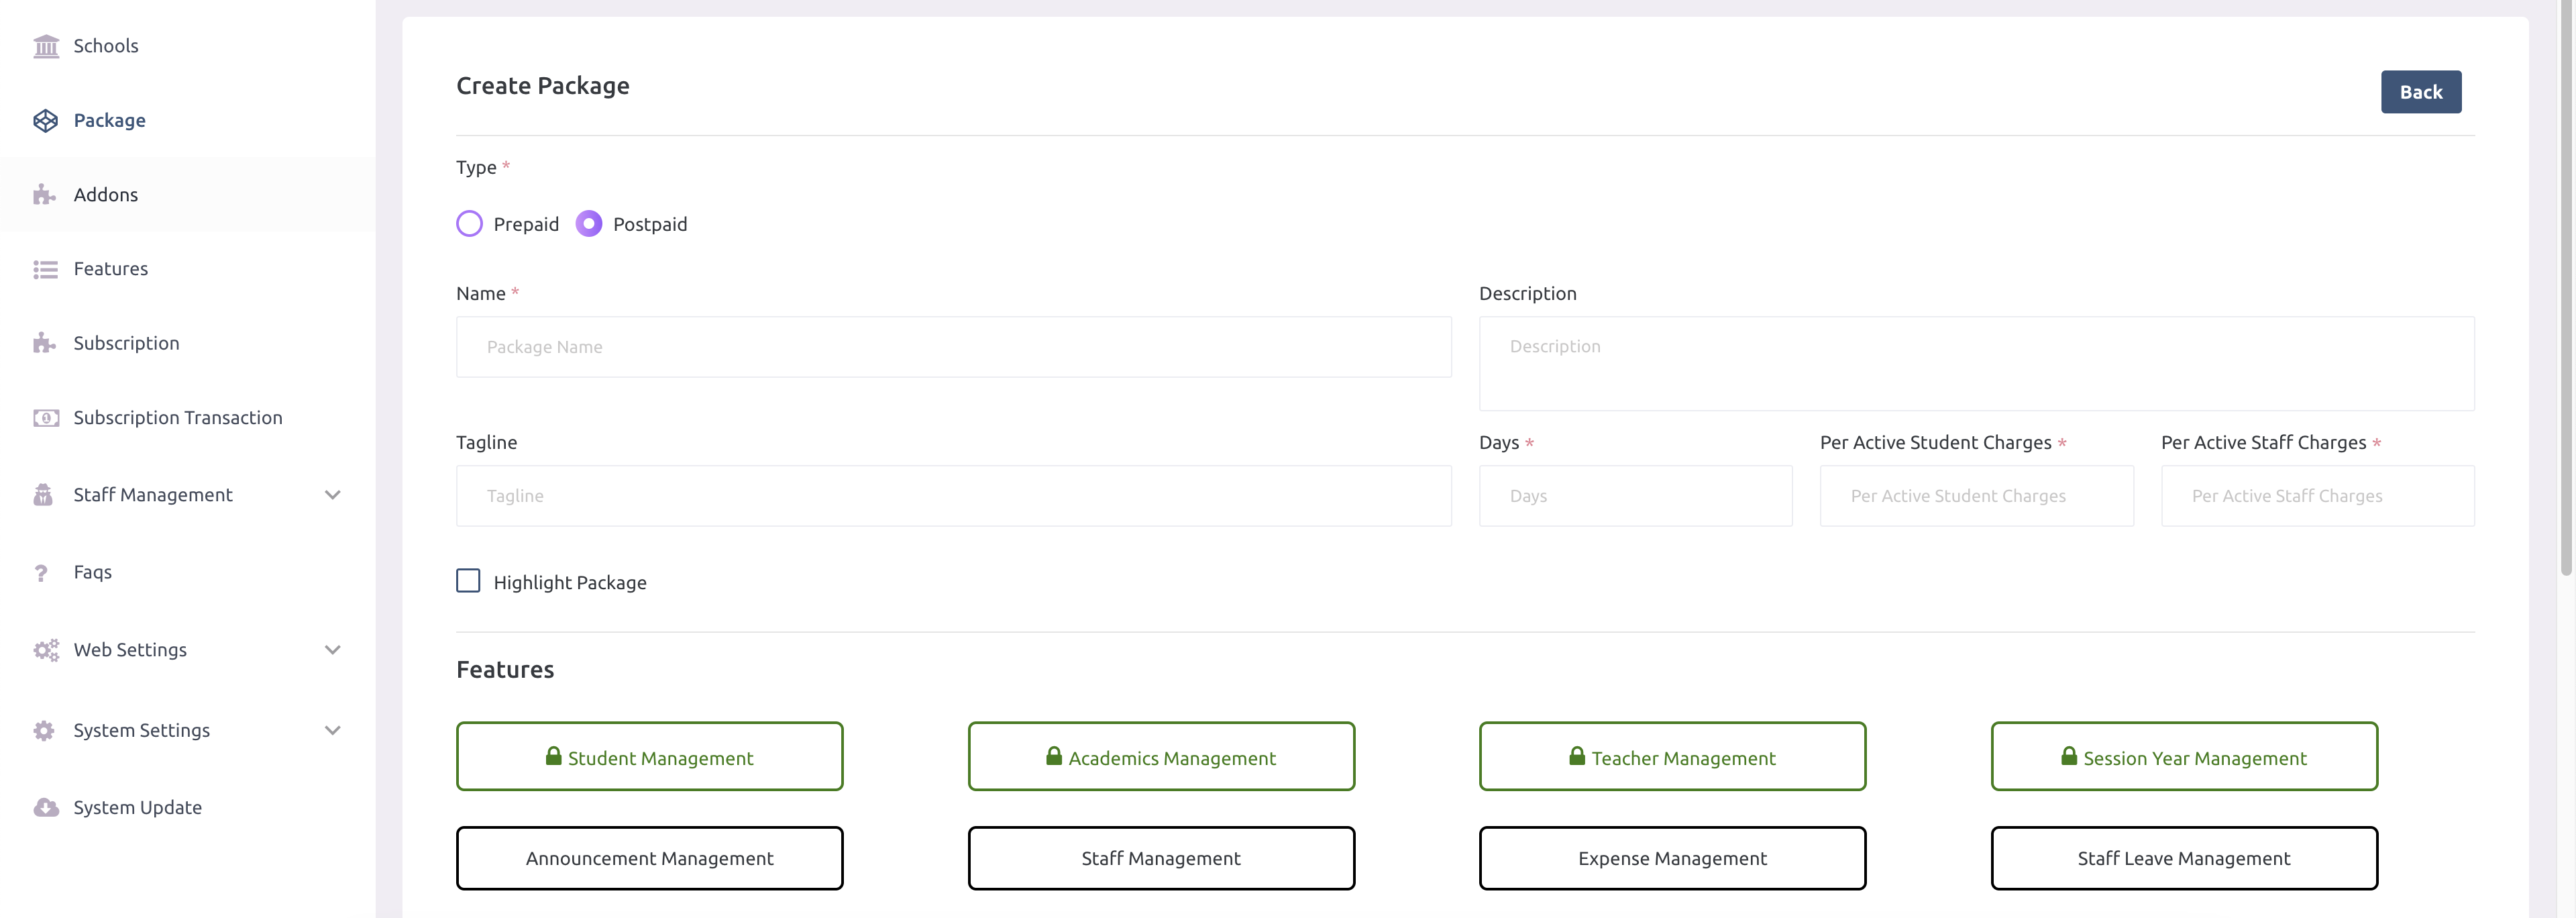 Schools
Package
Addons
Features
Subscription
Subscription Transaction
Staff Management
Faqs
Web Settings
System Settings
System Update
Create Package
Back
Type *
Prepaid Postpaid
Name *
Description
Package Name
Description
Tagline
Days * Per Active Student Charges * Per Active Staff Charges *
Tagline
Days Per Active Student Charges Per Active Staff Charges
Highlight Package
Features
Student Management Academics Management Teacher Management Session Year Management
Announcement Management Staff Management Expense Management Staff Leave Management